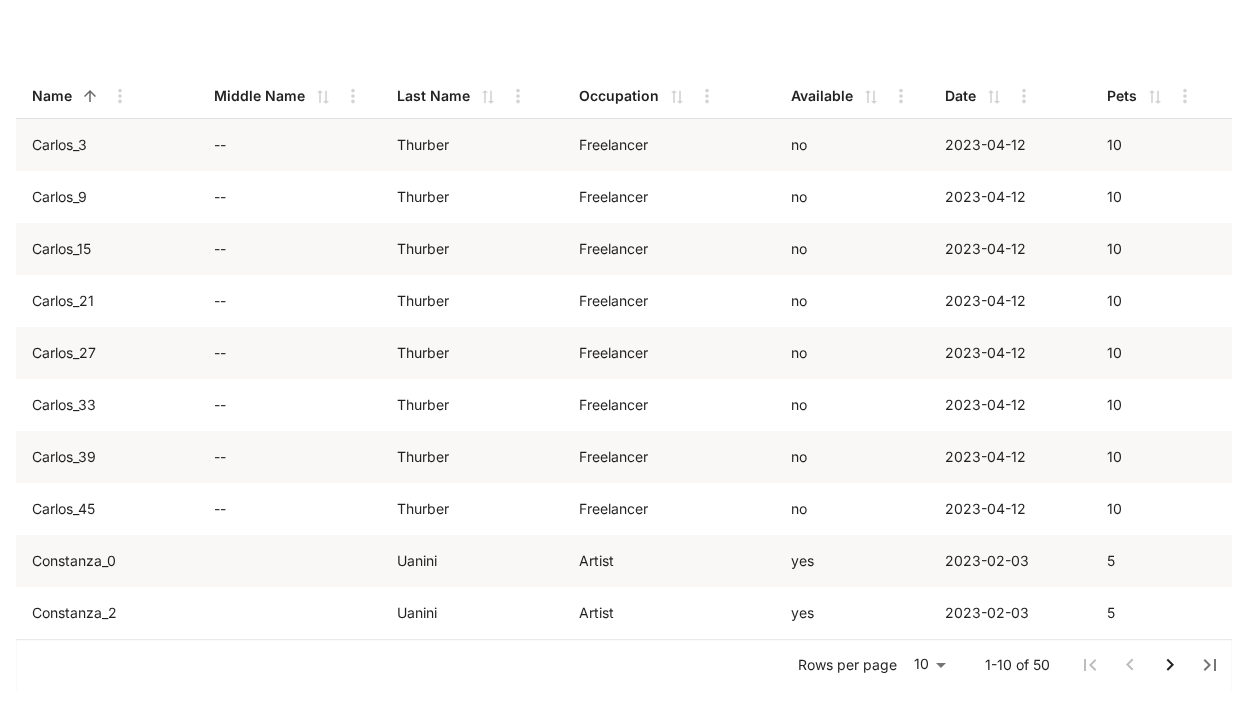 Name Middle Name Last Name Occupation Available Date Pets
Carlos_3 -- Thurber Freelancer no 2023-04-12 10
Carlos_9 -- Thurber Freelancer no 2023-04-12 10
Carlos_15 -- Thurber Freelancer no 2023-04-12 10
Carlos_21 -- Thurber Freelancer no 2023-04-12 10
Carlos_27 -- Thurber Freelancer no 2023-04-12 10
Carlos_33 -- Thurber Freelancer no 2023-04-12 10
Carlos_39 -- Thurber Freelancer no 2023-04-12 10
Carlos_45 -- Thurber Freelancer no 2023-04-12 10
Constanza_0 Uanini Artist yes 2023-02-03 5
Constanza_2 Uanini Artist yes 2023-02-03 5
Rows per page 10 1-10 of 50